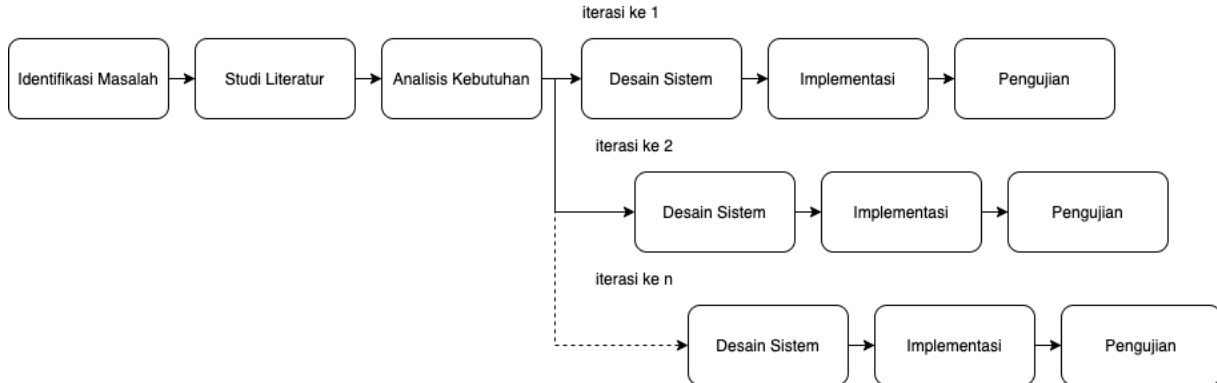 iterasi ke 1
Identifikasi Masalah
Studi Literatur
Analisis Kebutuhan
Desain Sistem
Implementasi
Pengujian
iterasi ke 2
Desain Sistem
Implementasi
Pengujian
iterasi ke n
Desain Sistem
Implementasi
Pengujian